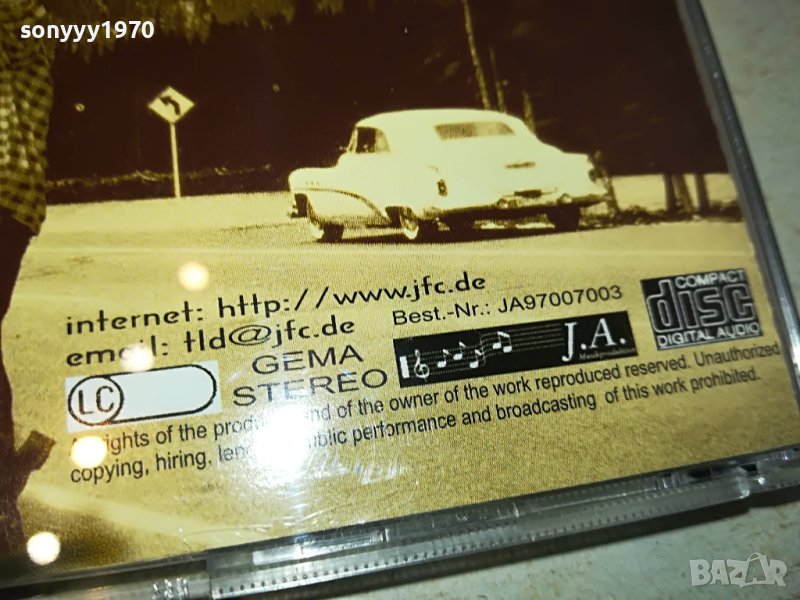 sonyyy1970
internet: http://www.jfc.de
email: tld@jfc.de
Best.-Nr.: JA97007003
COMPACT
disc
DIGITAL AUDIO
GEMA
STEREO
LC
J.A.
rights of the of the owner of the work reproduced reserved. Unauthorized
copying, hiring, public performance and broadcasting of this work prohibited.
BAZAR